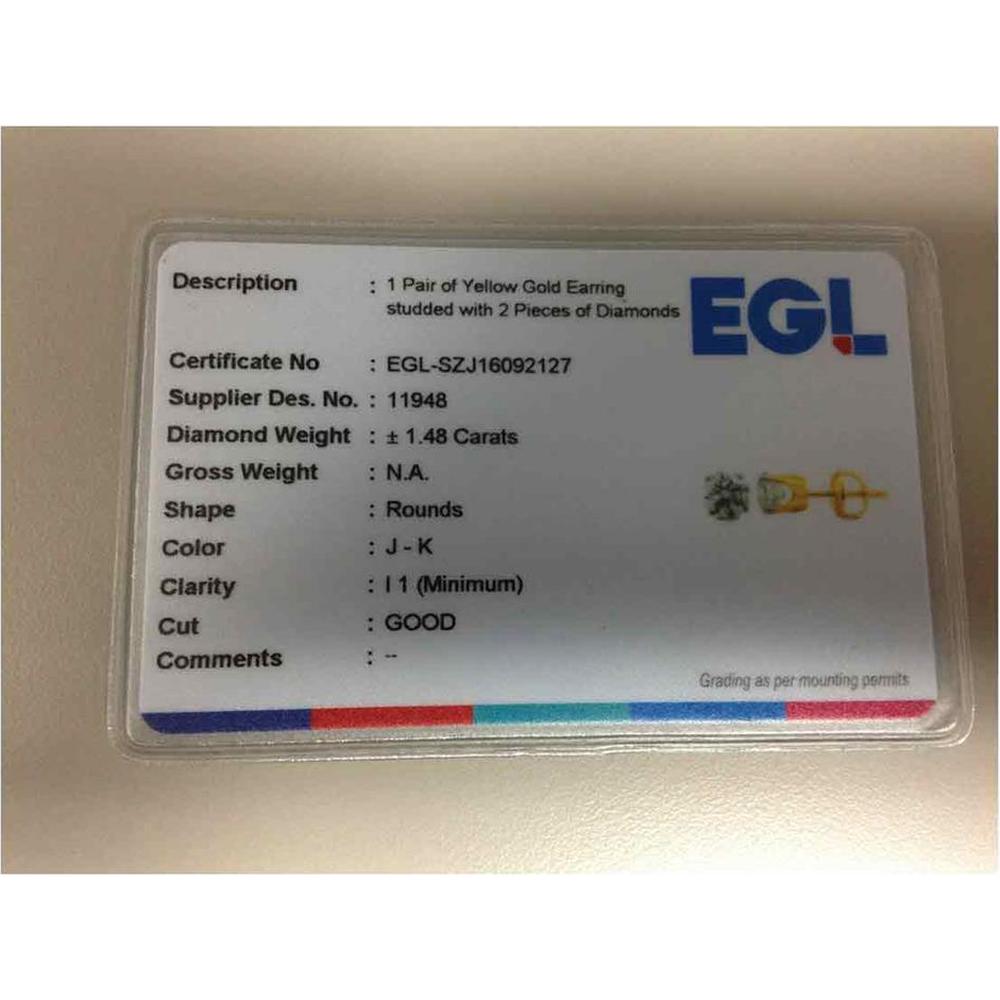 Description : 1 Pair of Yellow Gold Earring
studded with 2 Pieces of Diamonds
EGL
Certificate No : EGL-SZJ16092127
Supplier Des. No. : 11948
Diamond Weight : ± 1.48 Carats
Gross Weight : N.A.
Shape : Rounds
Color : J - K
Clarity : I 1 (Minimum)
Cut : GOOD
Comments : --
Grading as per mounting permits